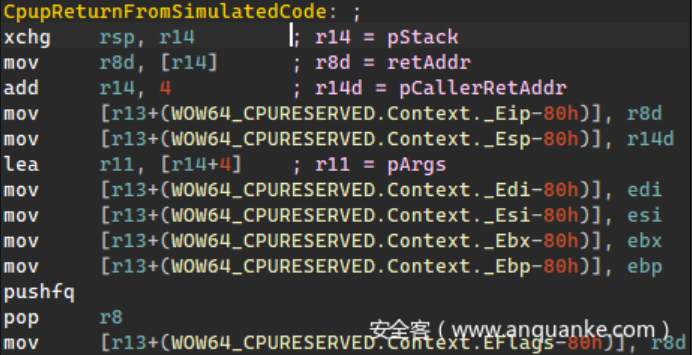 CpupReturnFromSimulatedCode: ;
xchg rsp, r14 ; r14 = pStack
mov r8d, [r14] ; r8d = retAddr
add r14, 4 ; r14d = pCallerRetAddr
mov [r13+(WOW64_CPURESERVED.Context._Eip-80h)], r8d
mov [r13+(WOW64_CPURESERVED.Context._Esp-80h)], r14d
lea r11, [r14+4] ; r11 = pArgs
mov [r13+(WOW64_CPURESERVED.Context._Edi-80h)], edi
mov [r13+(WOW64_CPURESERVED.Context._Esi-80h)], esi
mov [r13+(WOW64_CPURESERVED.Context._Ebx-80h)], ebx
mov [r13+(WOW64_CPURESERVED.Context._Ebp-80h)], ebp
pushfq
pop r8
安全客（www.anquanke.com）
mov [r13+(WOW64_CPURESERVED.Context.EFlags-80h)], r8d